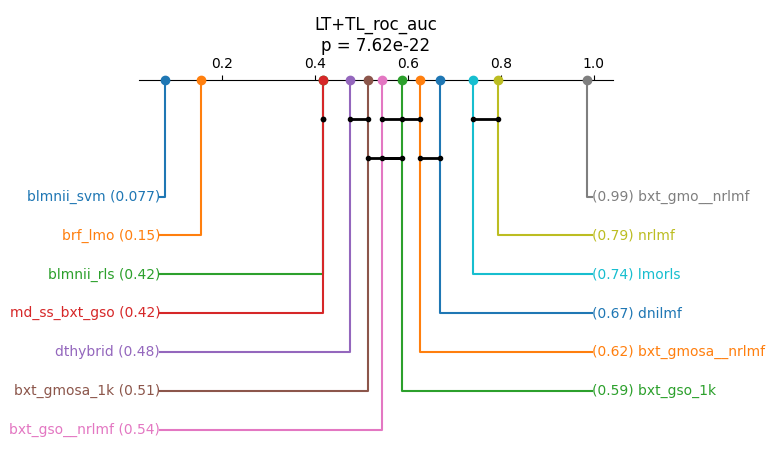 LT+TL_roc_auc
p = 7.62e-22
0.2 0.4 0.6 0.8 1.0
blmnii_svm (0.077) (0.99) bxt_gmo__nrlmf
brf_lmo (0.15) (0.79) nrlmf
blmnii_rls (0.42) (0.74) lmorls
md_ss_bxt_gso (0.42) (0.67) dnilmf
dthybrid (0.48) (0.62) bxt_gmosa__nrlmf
bxt_gmosa_1k (0.51) (0.59) bxt_gso_1k
bxt_gso__nrlmf (0.54)